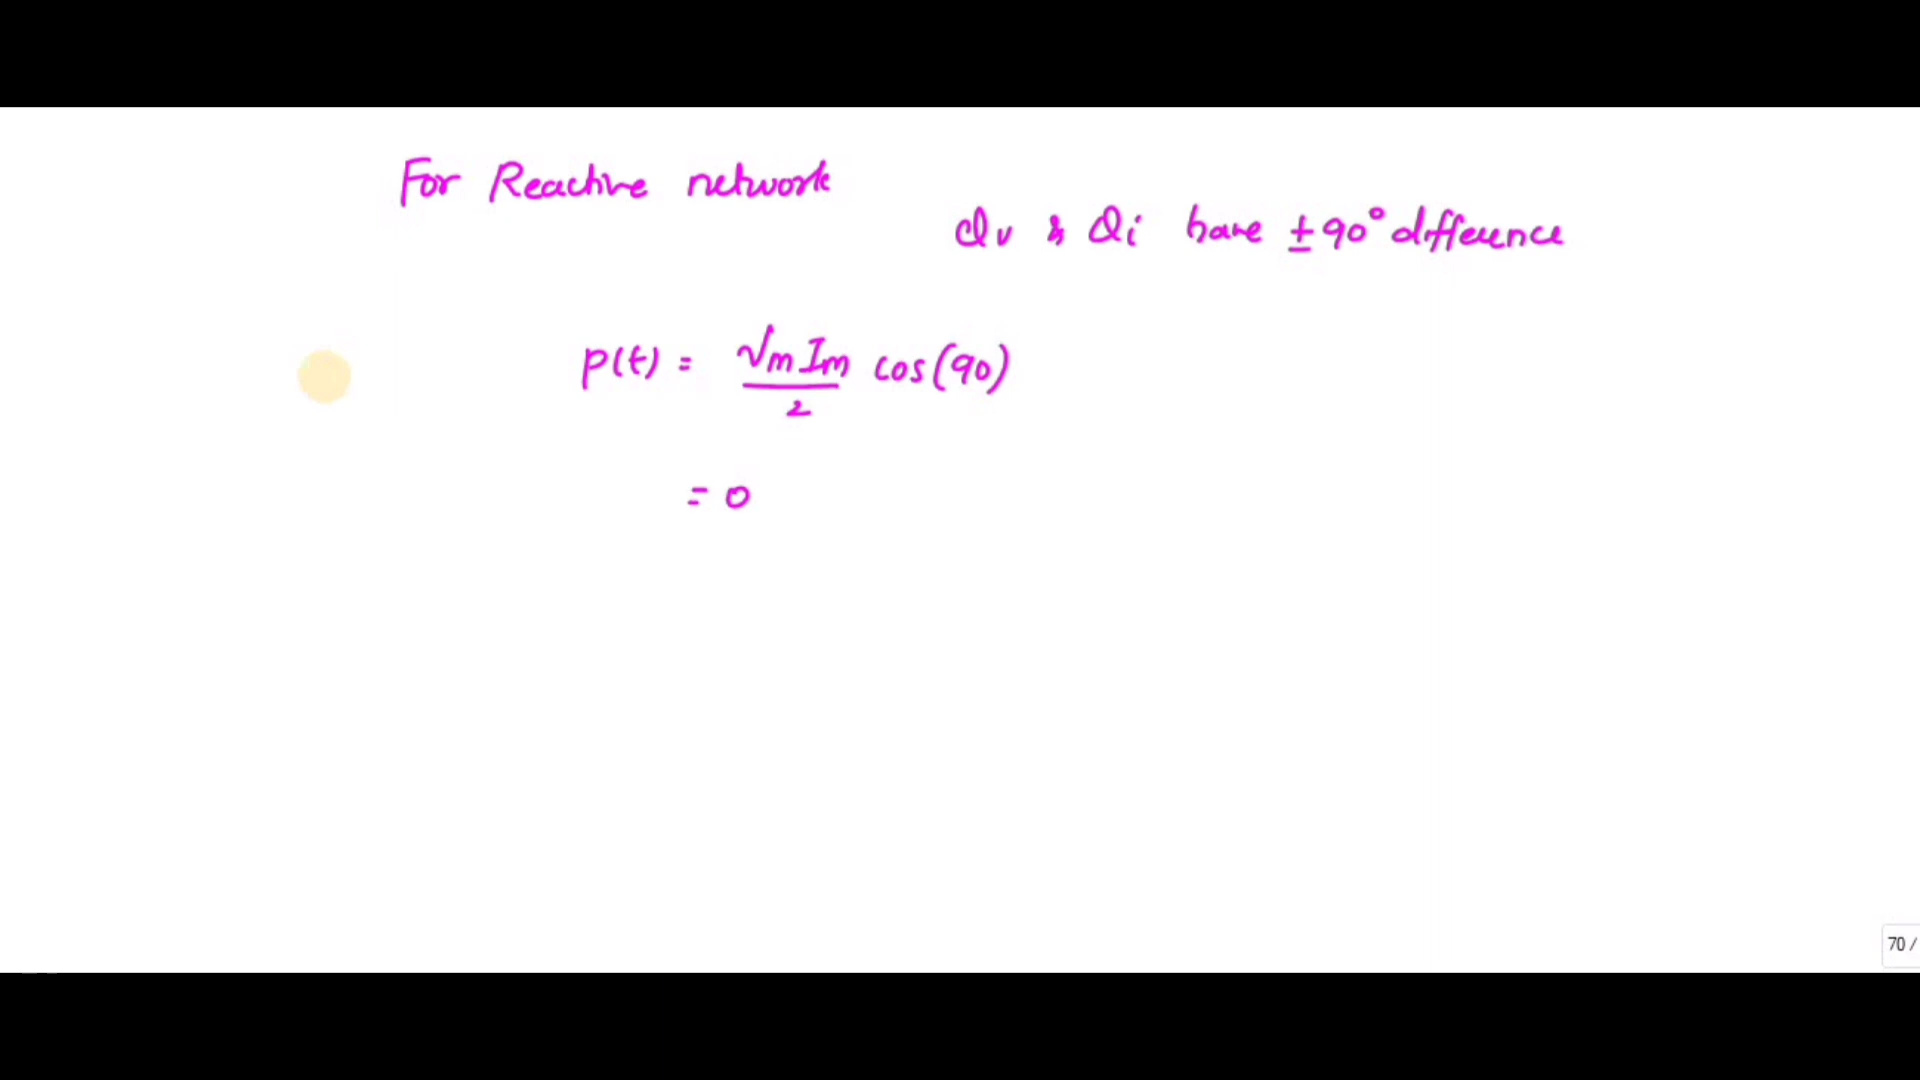 For Reactive network
θv & θi have ±90° difference
P(t) = VmIm/2 cos(90)
= 0
70 /